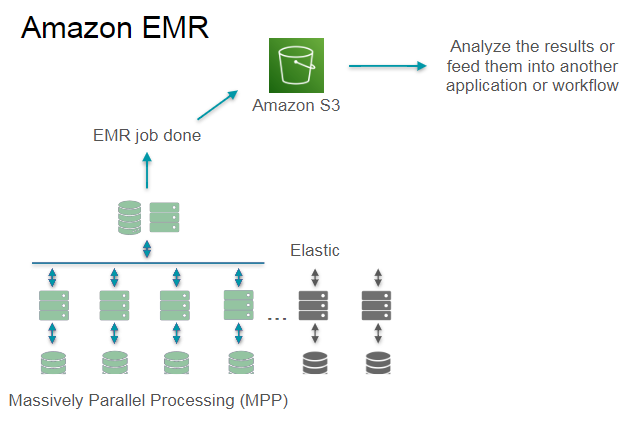 Amazon EMR
Amazon S3
Analyze the results or
feed them into another
application or workflow
EMR job done
Elastic
...
Massively Parallel Processing (MPP)